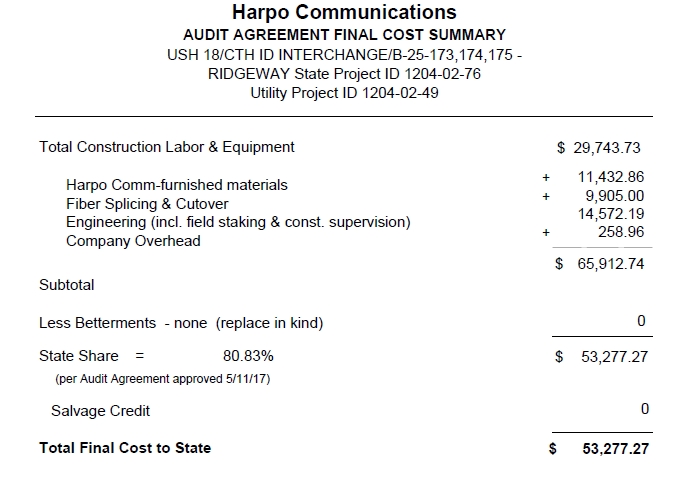 Harpo Communications
AUDIT AGREEMENT FINAL COST SUMMARY
USH 18/CTH ID INTERCHANGE/B-25-173,174,175 -
RIDGEWAY State Project ID 1204-02-76
Utility Project ID 1204-02-49
Total Construction Labor & Equipment $ 29,743.73
Harpo Comm-furnished materials + 11,432.86
Fiber Splicing & Cutover + 9,905.00
Engineering (incl. field staking & const. supervision) 14,572.19
Company Overhead + 258.96
$ 65,912.74
Subtotal
Less Betterments - none (replace in kind) 0
State Share = 80.83% $ 53,277.27
(per Audit Agreement approved 5/11/17)
Salvage Credit 0
Total Final Cost to State $ 53,277.27